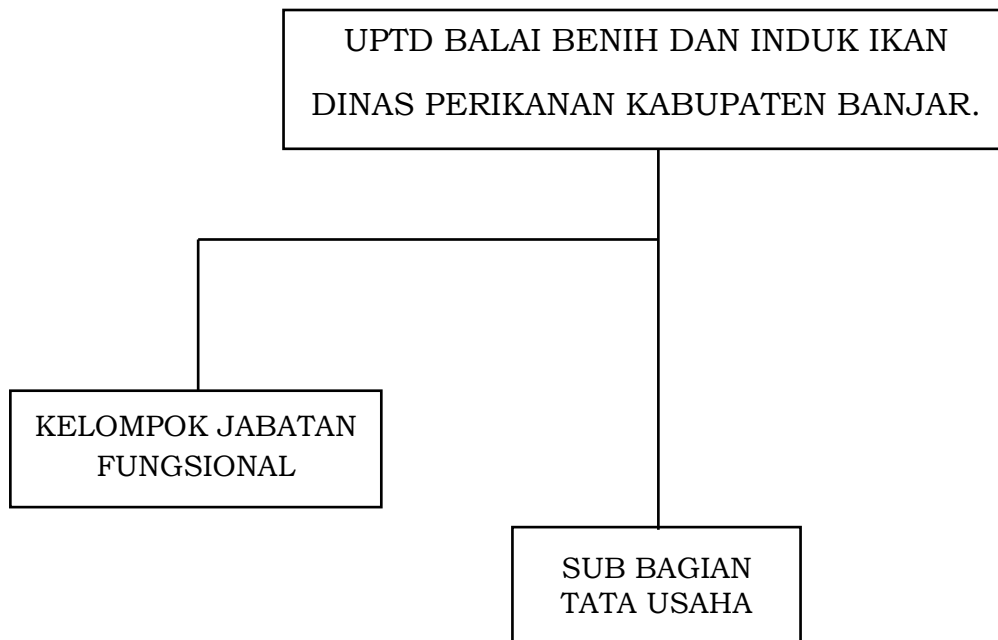 UPTD BALAI BENIH DAN INDUK IKAN
DINAS PERIKANAN KABUPATEN BANJAR.
KELOMPOK JABATAN
FUNGSIONAL
SUB BAGIAN
TATA USAHA